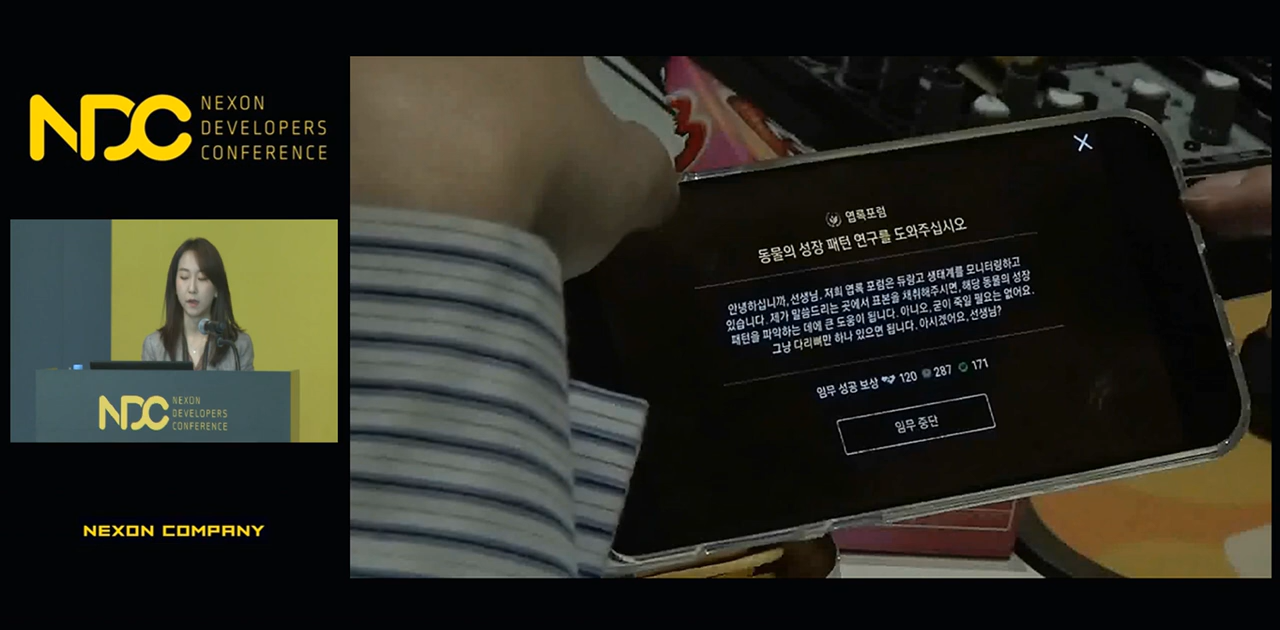 NDC
NEXON
DEVELOPERS
CONFERENCE
NDC
NEXON
DEVELOPERS
CONFERENCE
NEXON COMPANY
엽록포럼
동물의 성장 패턴 연구를 도와주십시오
안녕하십니까, 선생님. 저희 엽록 포럼은 듀랑고 생태계를 모니터링하고
있습니다. 제가 말씀드리는 곳에서 표본을 채취해주시면, 해당 동물의 성장
패턴을 파악하는 데에 큰 도움이 됩니다. 아니오, 굳이 죽일 필요는 없어요.
그냥 다리뼈만 하나 있으면 됩니다. 아시겠어요, 선생님?
임무 성공 보상 120 287 171
임무 중단